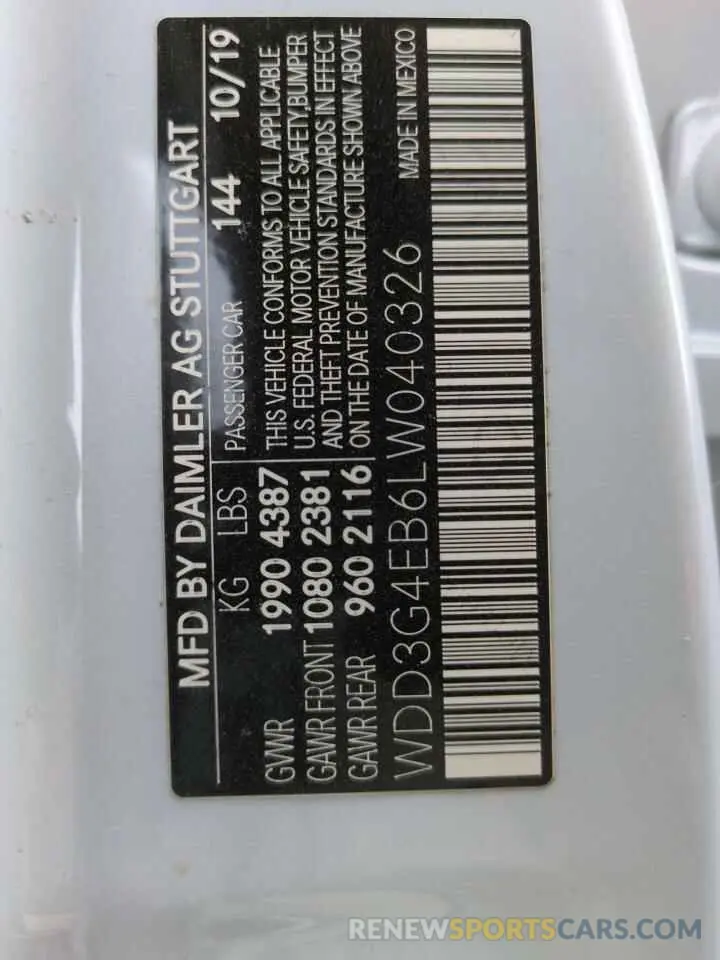 MFD BY DAIMLER AG STUTTGART
KG LBS PASSENGER CAR 144 10/19
GVWR 1990 4387 THIS VEHICLE CONFORMS TO ALL APPLICABLE
GAWR FRONT 1080 2381 U.S. FEDERAL MOTOR VEHICLE SAFETY,BUMPER
AND THEFT PREVENTION STANDARDS IN EFFECT
GAWR REAR 960 2116 ON THE DATE OF MANUFACTURE SHOWN ABOVE
WDD3G4EB6LW040326 MADE IN MEXICO
RENEWSPORTSCARS.COM